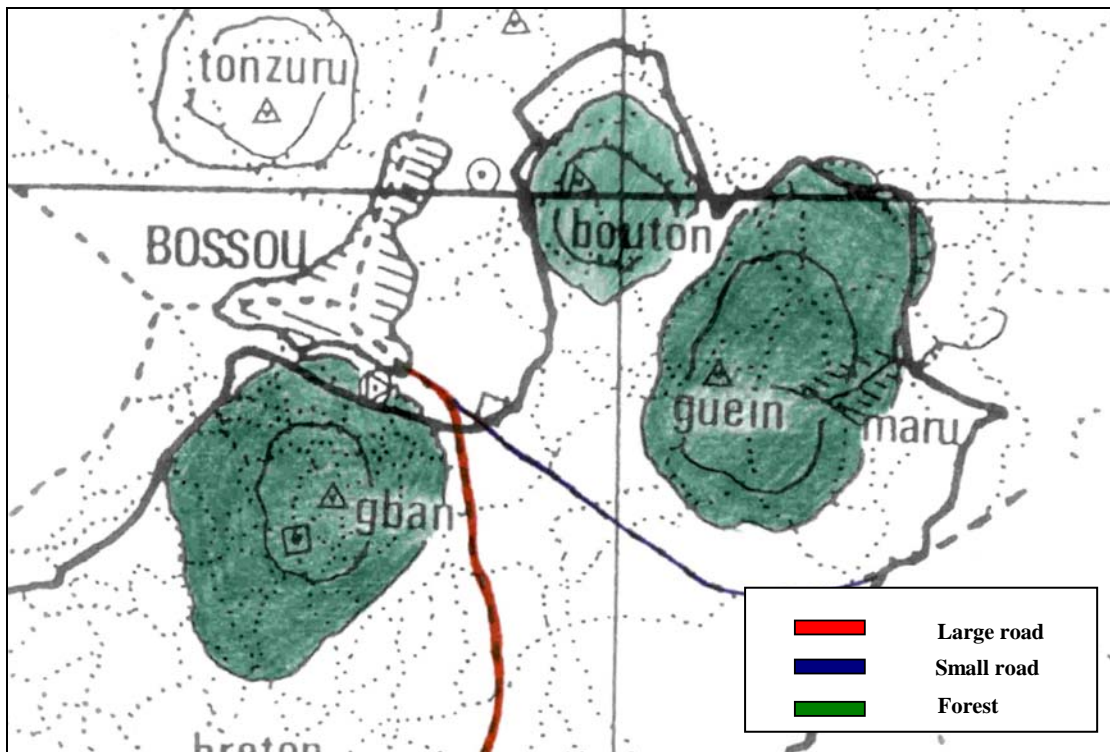 tonzuru
bouton
BOSSOU
guein
maru
gban
Large road
Small road
Forest